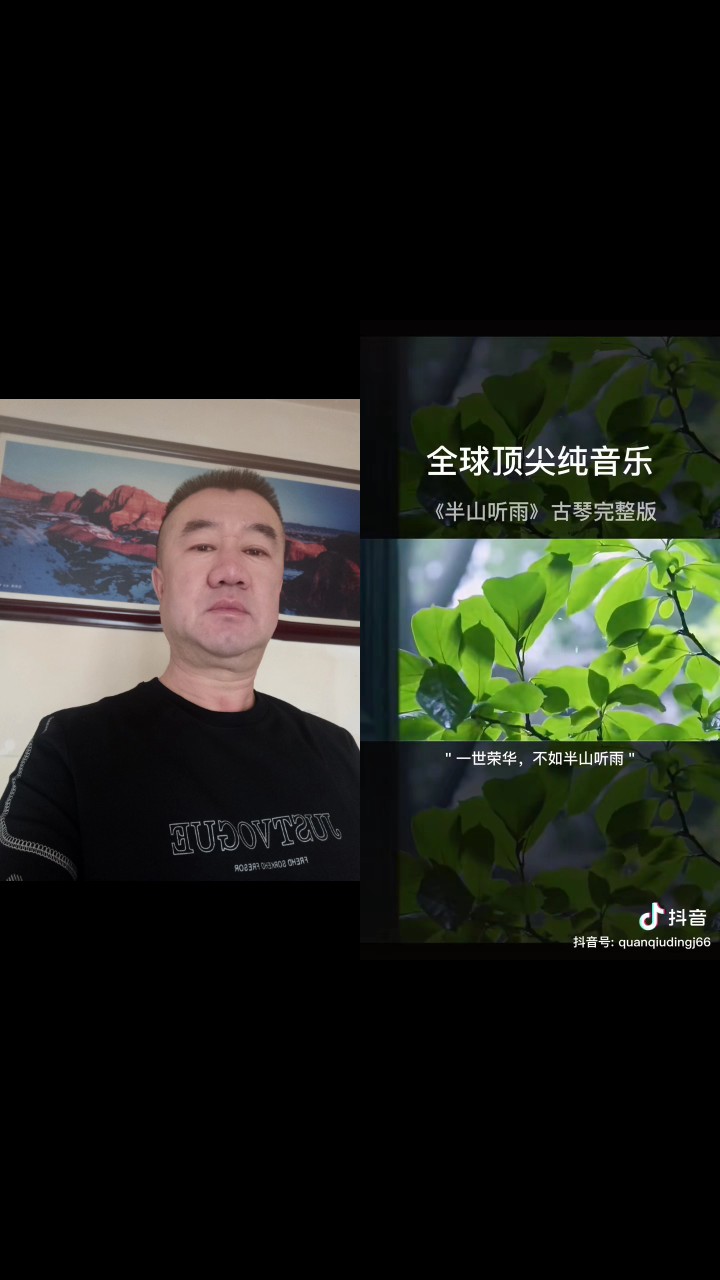 全球顶尖纯音乐
《半山听雨》古琴完整版
" 一世荣华，不如半山听雨 "
JUSTVOGUE
抖音
抖音号: quanqiudingj66